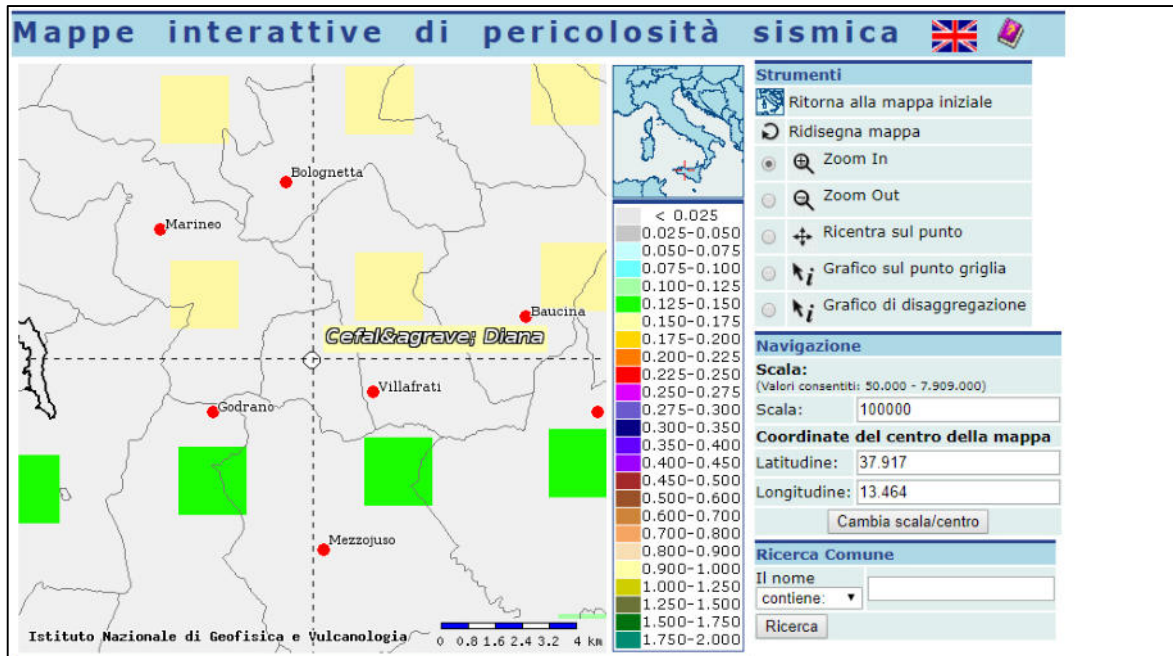 Mappe interattive di pericolosità sismica
Bolognetta
Marineo
Baucina
Cefal&agrave; Diana
Villafrati
Godrano
Mezzojuso
Istituto Nazionale di Geofisica e Vulcanologia
0 0.8 1.6 2.4 3.2 4 km
< 0.025
0.025-0.050
0.050-0.075
0.075-0.100
0.100-0.125
0.125-0.150
0.150-0.175
0.175-0.200
0.200-0.225
0.225-0.250
0.250-0.275
0.275-0.300
0.300-0.350
0.350-0.400
0.400-0.450
0.450-0.500
0.500-0.600
0.600-0.700
0.700-0.800
0.800-0.900
0.900-1.000
1.000-1.250
1.250-1.500
1.500-1.750
1.750-2.000
Strumenti
Ritorna alla mappa iniziale
Ridisegna mappa
Zoom In
Zoom Out
Ricentra sul punto
Grafico sul punto griglia
Grafico di disaggregazione
Navigazione
Scala:
(Valori consentiti: 50.000 - 7.909.000)
Scala: 100000
Coordinate del centro della mappa
Latitudine: 37.917
Longitudine: 13.464
Cambia scala/centro
Ricerca Comune
Il nome
contiene:
Ricerca